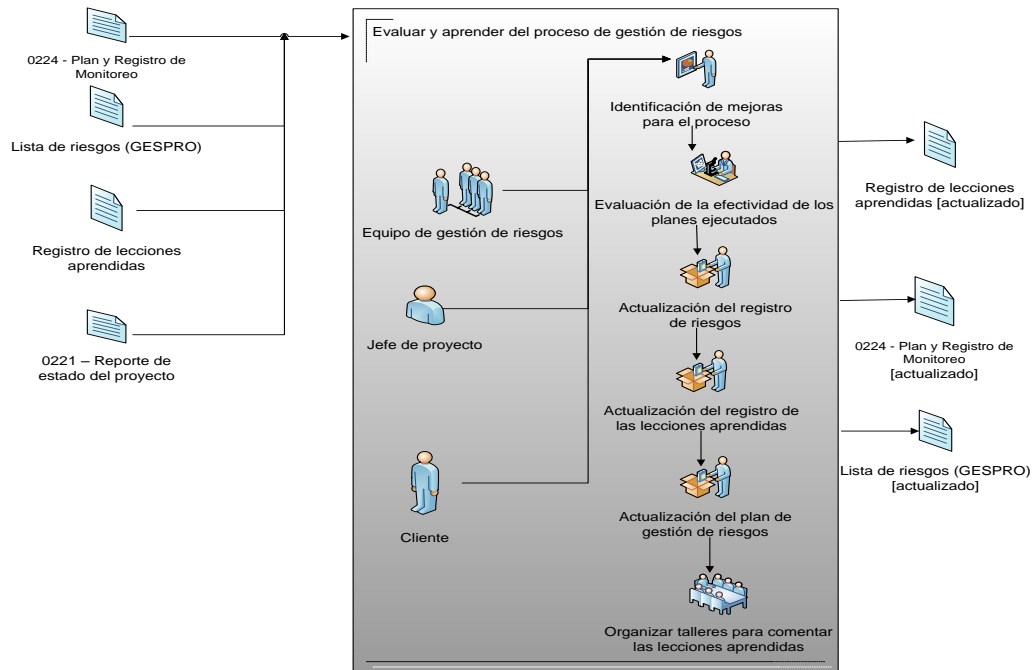 0224 - Plan y Registro de
Monitoreo
Lista de riesgos (GESPRO)
Registro de lecciones
aprendidas
0221 – Reporte de
estado del proyecto
Evaluar y aprender del proceso de gestión de riesgos
Equipo de gestión de riesgos
Jefe de proyecto
Cliente
Identificación de mejoras
para el proceso
Evaluación de la efectividad de los
planes ejecutados
Actualización del registro
de riesgos
Actualización del registro de
las lecciones aprendidas
Actualización del plan de
gestión de riesgos
Organizar talleres para comentar
las lecciones aprendidas
Registro de lecciones
aprendidas [actualizado]
0224 - Plan y Registro de
Monitoreo
[actualizado]
Lista de riesgos (GESPRO)
[actualizado]